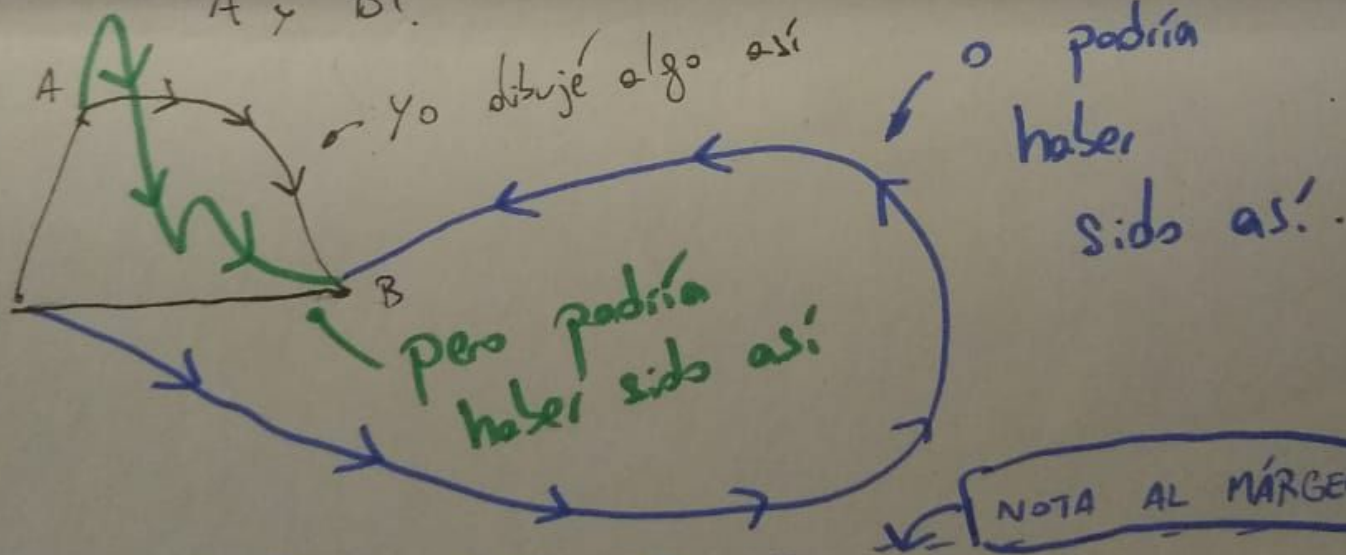 A y B?
A
Yo dibujé algo así
o podría
haber
sido así.
B
pero podría
haber sido así
NOTA AL MÁRGE